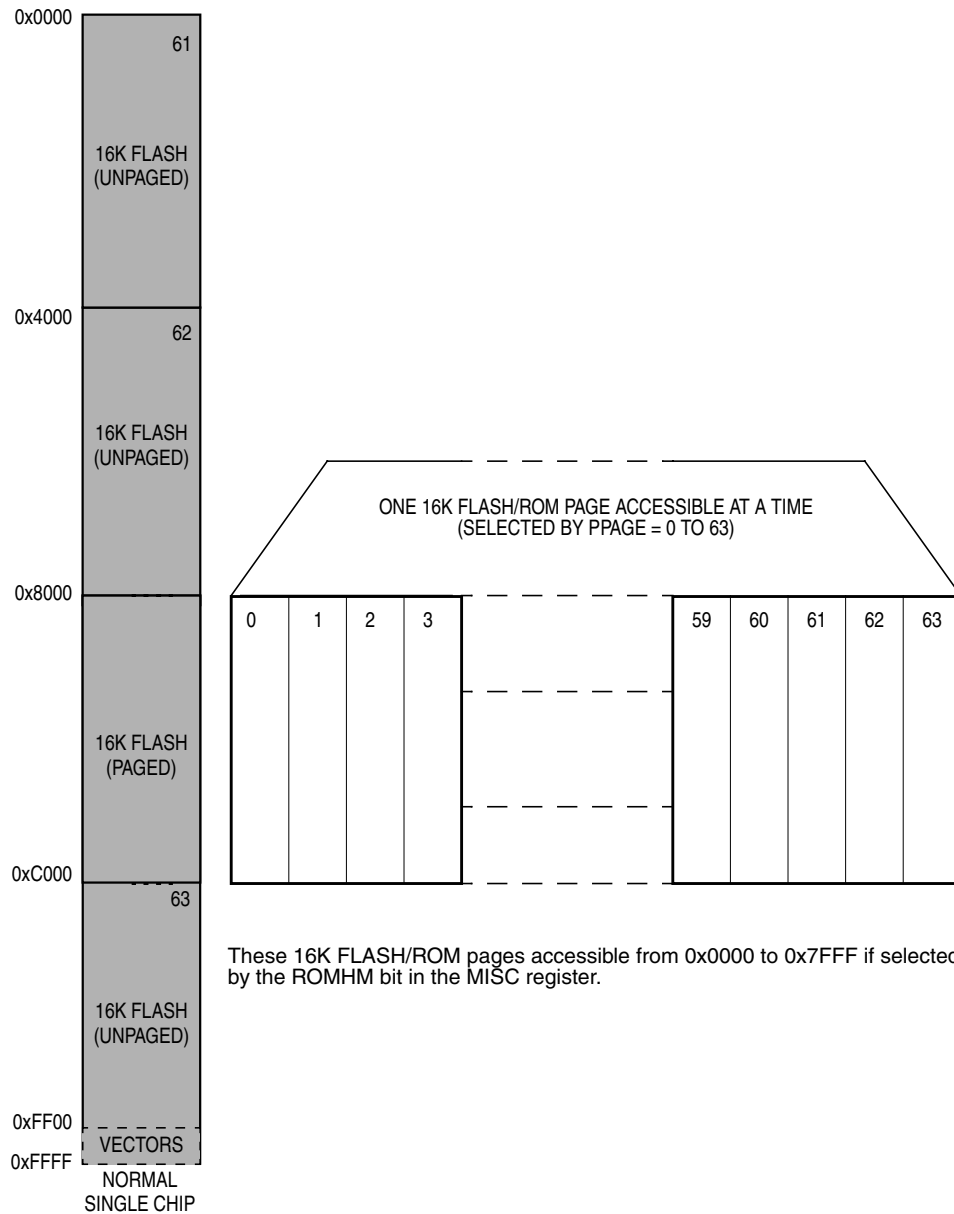 0x0000
61
16K FLASH
(UNPAGED)
0x4000
62
16K FLASH
(UNPAGED)
ONE 16K FLASH/ROM PAGE ACCESSIBLE AT A TIME
(SELECTED BY PPAGE = 0 TO 63)
0x8000
0 1 2 3 59 60 61 62 63
16K FLASH
(PAGED)
0xC000
63
These 16K FLASH/ROM pages accessible from 0x0000 to 0x7FFF if selected
by the ROMHM bit in the MISC register.
16K FLASH
(UNPAGED)
0xFF00
VECTORS
0xFFFF
NORMAL
SINGLE CHIP